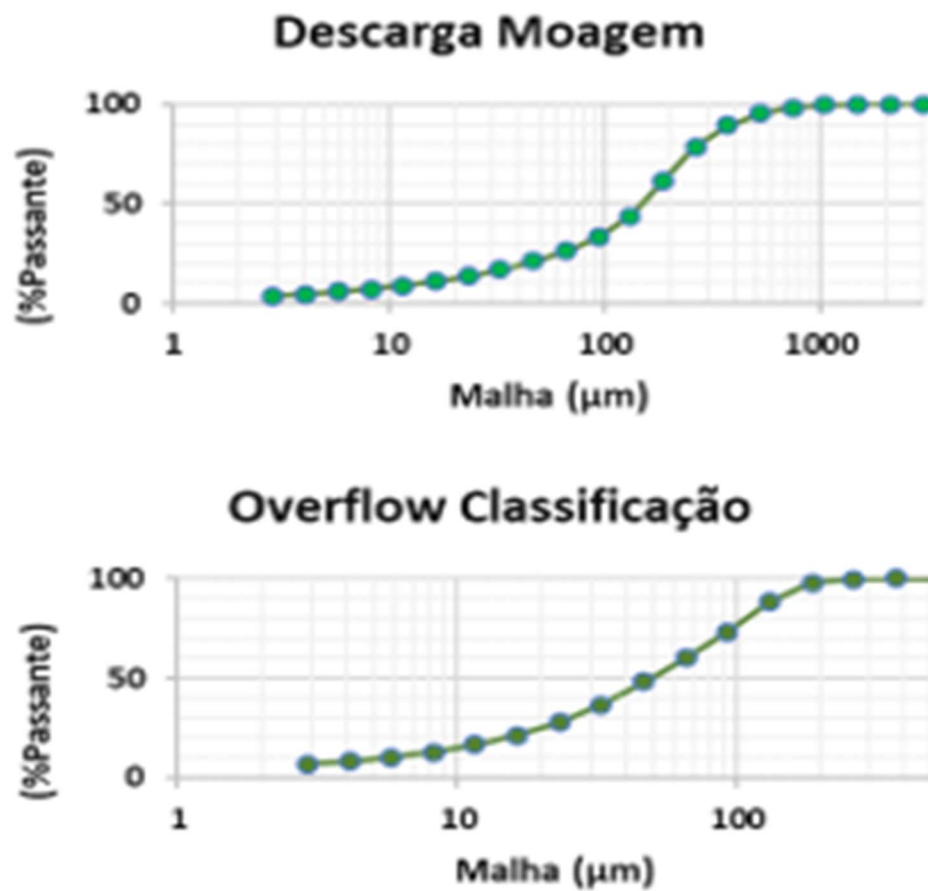 Descarga Moagem
100
50
0
(%Passante)
1 10 100 1000
Malha (µm)
Overflow Classificação
100
50
0
(%Passante)
1 10 100
Malha (µm)